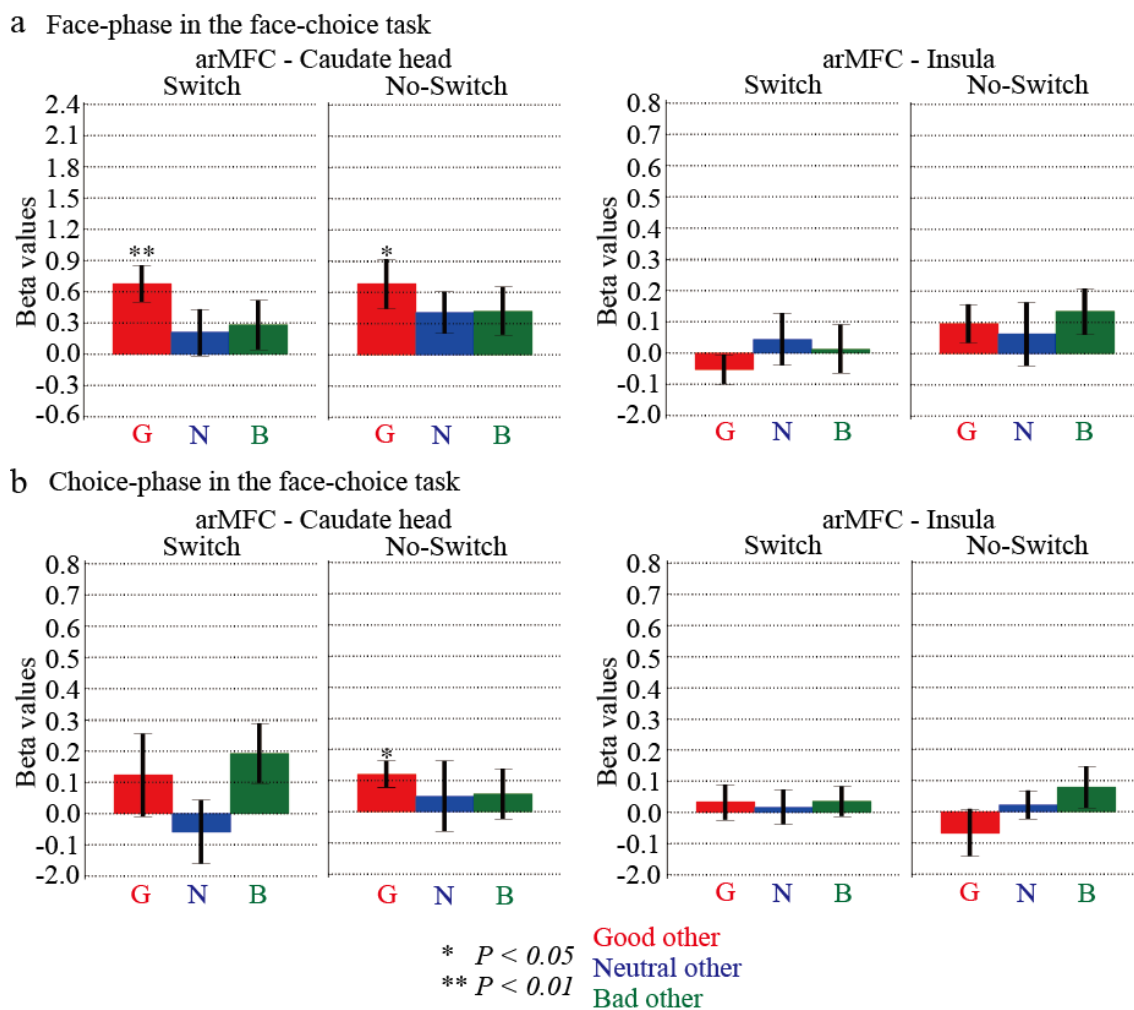 a Face-phase in the face-choice task
arMFC - Caudate head
Switch No-Switch
Beta values
2.4
2.1
1.8
1.5
1.2
0.9
0.6
0.3
0.0
-0.3
-0.6
** *
G N B G N B
arMFC - Insula
Switch No-Switch
0.8
0.7
0.6
0.5
0.4
0.3
0.2
0.1
0.0
-0.1
-2.0
G N B G N B
b Choice-phase in the face-choice task
arMFC - Caudate head
Switch No-Switch
Beta values
0.8
0.7
0.6
0.5
0.4
0.3
0.2
0.1
0.0
-0.1
-2.0
*
G N B G N B
arMFC - Insula
Switch No-Switch
Beta values
0.8
0.7
0.6
0.5
0.4
0.3
0.2
0.1
0.0
-0.1
-2.0
G N B G N B
* P < 0.05
** P < 0.01
Good other
Neutral other
Bad other